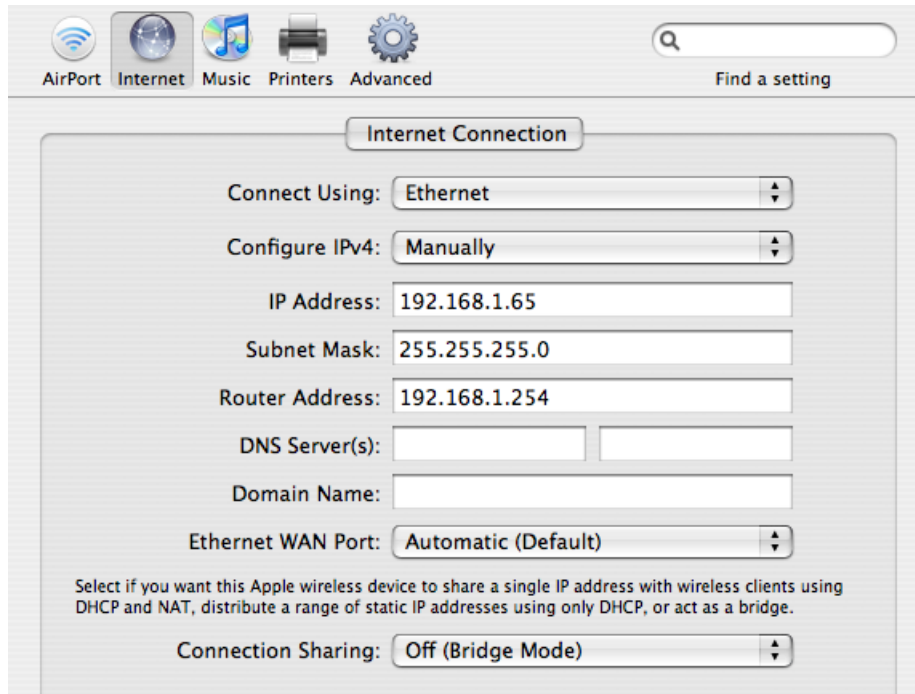 AirPort Internet Music Printers Advanced
Find a setting
Internet Connection
Connect Using: Ethernet
Configure IPv4: Manually
IP Address: 192.168.1.65
Subnet Mask: 255.255.255.0
Router Address: 192.168.1.254
DNS Server(s):
Domain Name:
Ethernet WAN Port: Automatic (Default)
Select if you want this Apple wireless device to share a single IP address with wireless clients using
DHCP and NAT, distribute a range of static IP addresses using only DHCP, or act as a bridge.
Connection Sharing: Off (Bridge Mode)